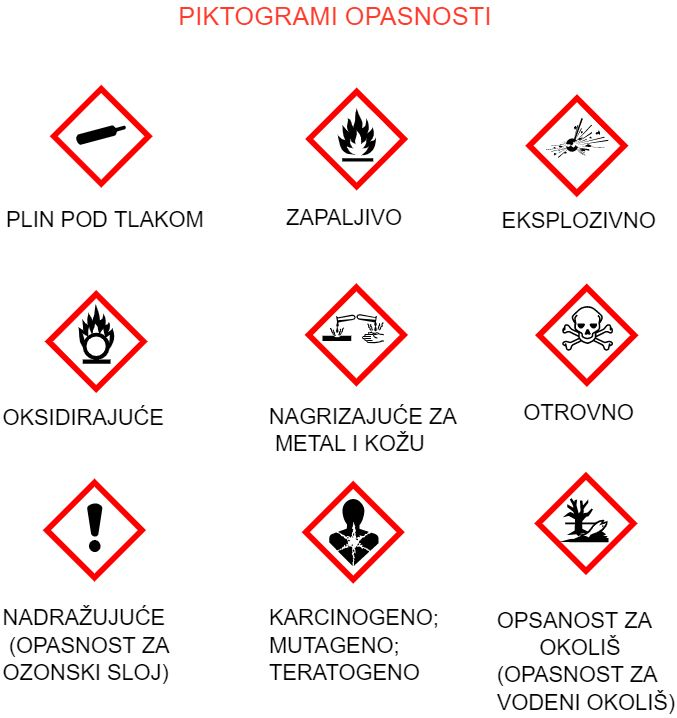 PIKTOGRAMI OPASNOSTI
PLIN POD TLAKOM
ZAPALJIVO
EKSPLOZIVNO
OKSIDIRAJUĆE
NAGRIZAJUĆE ZA
METAL I KOŽU
OTROVNO
NADRAŽUJUĆE
(OPASNOST ZA
OZONSKI SLOJ)
KARCINOGENO;
MUTAGENO;
TERATOGENO
OPSANOST ZA
OKOLIŠ
(OPASNOST ZA
VODENI OKOLIŠ)